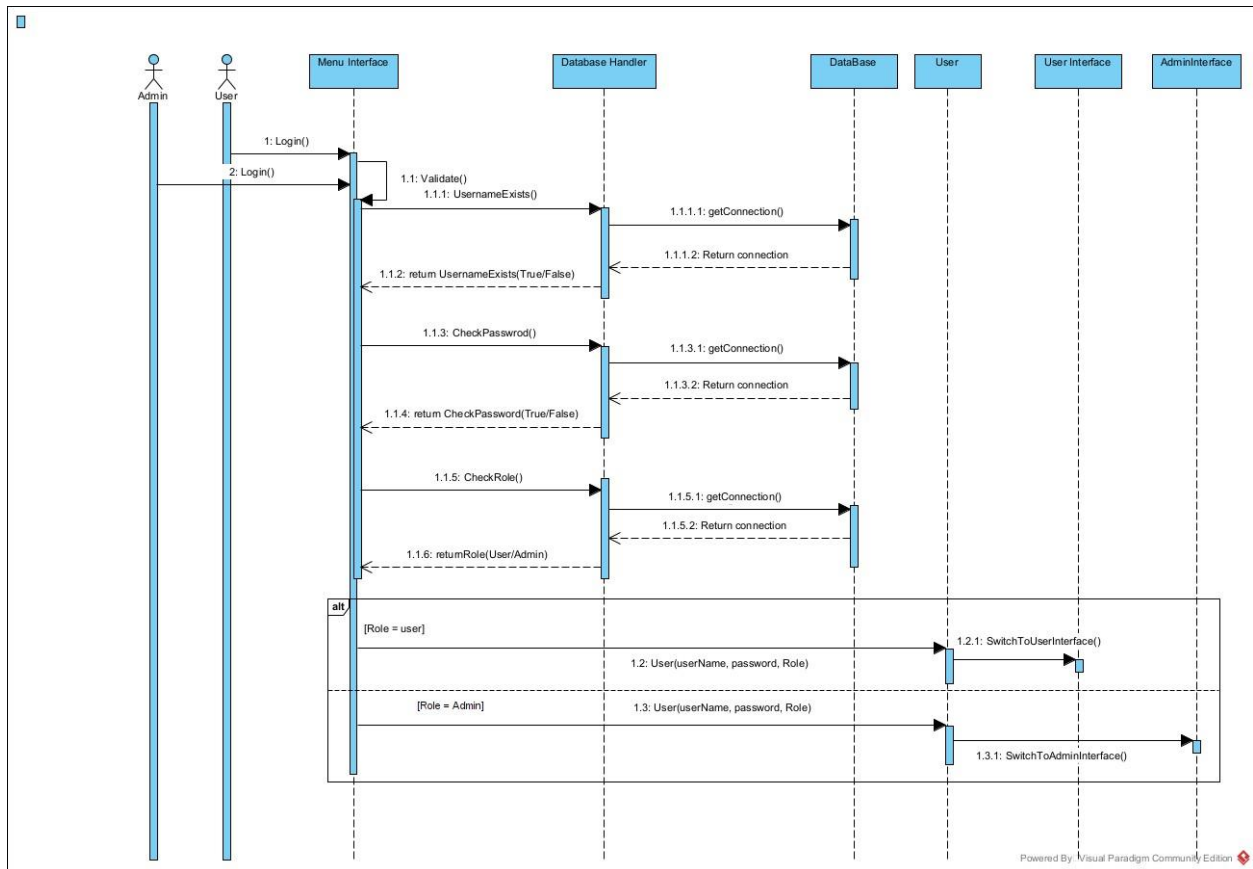 Menu Interface
Database Handler
DataBase
User
User Interface
AdminInterface
Admin
User
1: Login()
2: Login()
1.1: Validate()
1.1.1: UsernameExists()
1.1.1.1: getConnection()
1.1.1.2: Return connection
1.1.2: return UsernameExists(True/False)
1.1.3: CheckPasswrod()
1.1.3.1: getConnection()
1.1.3.2: Return connection
1.1.4: return CheckPassword(True/False)
1.1.5: CheckRole()
1.1.5.1: getConnection()
1.1.5.2: Return connection
1.1.6: returnRole(User/Admin)
alt
[Role = user]
1.2.1: SwitchToUserInterface()
1.2: User(userName, password, Role)
[Role = Admin]
1.3: User(userName, password, Role)
1.3.1: SwitchToAdminInterface()
Powered By: Visual Paradigm Community Edition